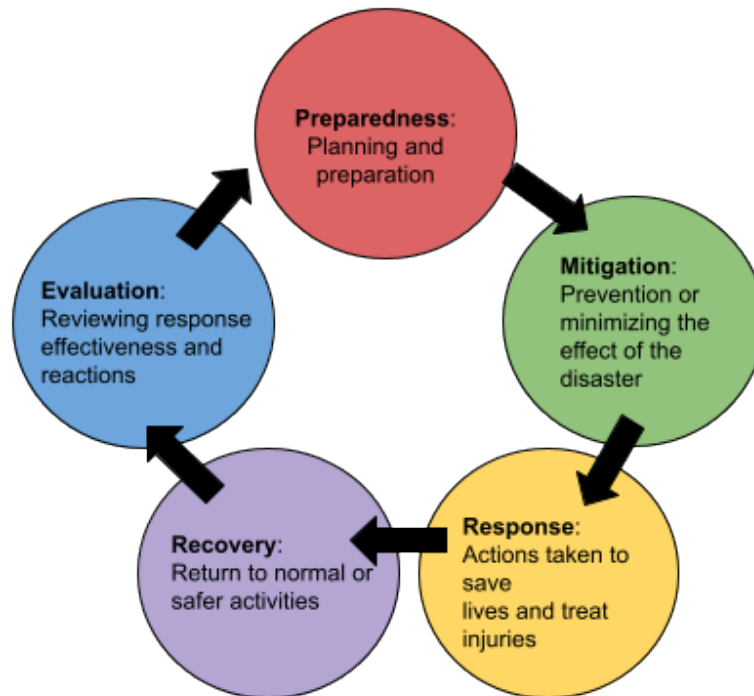 Preparedness:
Planning and
preparation
Mitigation:
Prevention or
minimizing the
effect of the
disaster
Response:
Actions taken to
save
lives and treat
injuries
Recovery:
Return to normal or
safer activities
Evaluation:
Reviewing response
effectiveness and
reactions